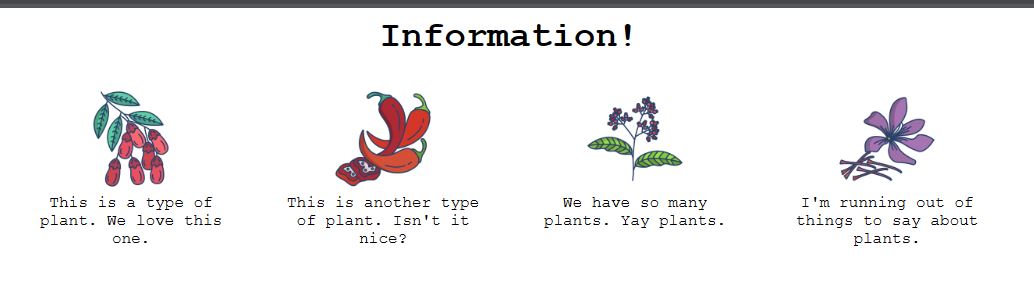 Information!
This is a type of
plant. We love this
one.
This is another type
of plant. Isn't it
nice?
We have so many
plants. Yay plants.
I'm running out of
things to say about
plants.